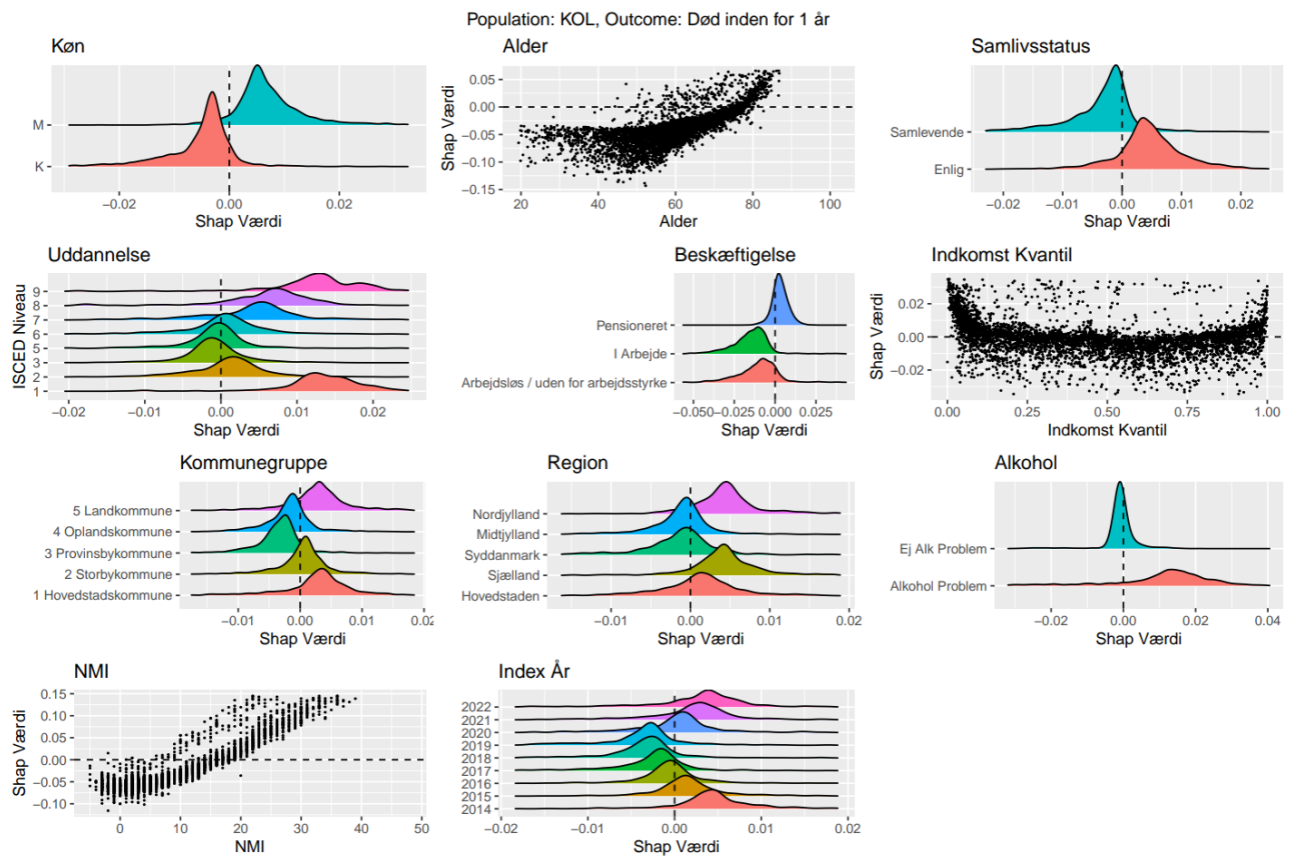 Population: KOL, Outcome: Død inden for 1 år
Køn
M
K
−0.02 0.00 0.02
Shap Værdi
Alder
Shap Værdi
0.05
0.00
−0.05
−0.10
−0.15
20 40 60 80 100
Alder
Samlivsstatus
Samlevende
Enlig
−0.02 −0.01 0.00 0.01 0.02
Shap Værdi
Uddannelse
ISCED Niveau
9
8
7
6
5
3
2
1
−0.02 −0.01 0.00 0.01 0.02
Shap Værdi
Beskæftigelse
Pensioneret
I Arbejde
Arbejdsløs / uden for arbejdsstyrke
−0.050 −0.025 0.000 0.025
Shap Værdi
Indkomst Kvantil
Shap Værdi
0.02
0.00
−0.02
0.00 0.25 0.50 0.75 1.00
Indkomst Kvantil
Kommunegruppe
5 Landkommune
4 Oplandskommune
3 Provinsbykommune
2 Storbykommune
1 Hovedstadskommune
−0.01 0.00 0.01 0.02
Shap Værdi
Region
Nordjylland
Midtjylland
Syddanmark
Sjælland
Hovedstaden
−0.01 0.00 0.01 0.02
Shap Værdi
Alkohol
Ej Alk Problem
Alkohol Problem
−0.02 0.00 0.02 0.04
Shap Værdi
NMI
Shap Værdi
0.15
0.10
0.05
0.00
−0.05
−0.10
0 10 20 30 40 50
NMI
Index År
2022
2021
2020
2019
2018
2017
2016
2015
2014
−0.02 −0.01 0.00 0.01 0.02
Shap Værdi